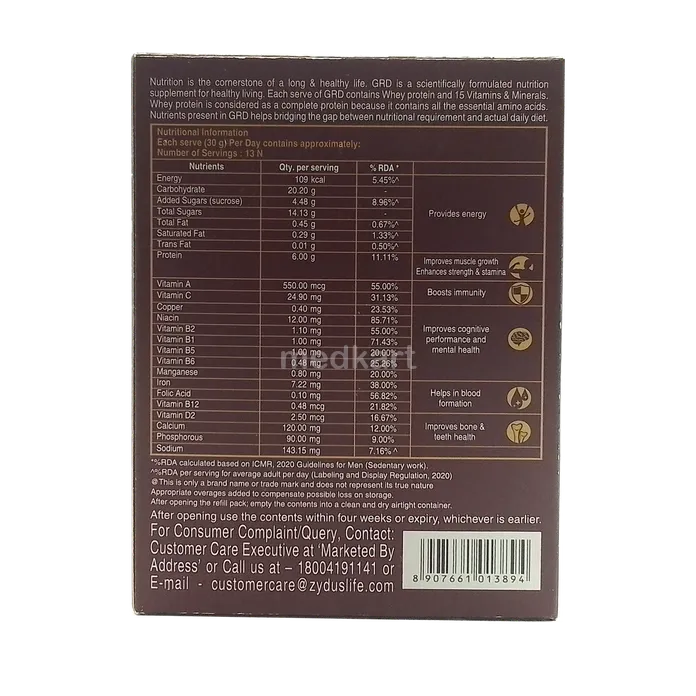 Nutrition is the cornerstone of a long & healthy life. GRD is a scientifically formulated nutrition
supplement for healthy living. Each serve of GRD contains Whey protein and 15 Vitamins & Minerals.
Whey protein is considered as a complete protein because it contains all the essential amino acids.
Nutrients present in GRD helps bridging the gap between nutritional requirement and actual daily diet.
Nutritional Information
Each serve (30 g) Per Day contains approximately:
Number of Servings : 13 N
Nutrients Qty. per serving % RDA *
Energy 109 kcal 5.45%^
Carbohydrate 20.20 g -
Added Sugars (sucrose) 4.48 g 8.96%^
Total Sugars 14.13 g -
Provides energy
Total Fat 0.45 g 0.67%^
Saturated Fat 0.29 g 1.33%^
Trans Fat 0.01 g 0.50%^
Protein 6.00 g 11.11%
Improves muscle growth
Enhances strength & stamina
Vitamin A 550.00 mcg 55.00%
Boosts immunity
Vitamin C 24.90 mg 31.13%
Copper 0.40 mg 23.53%
Niacin 12.00 mg 85.71%
Vitamin B2 1.10 mg 55.00%
Vitamin B1 1.00 mg 71.43%
Vitamin B5 1.00 mg 20.00%
Vitamin B6 0.48 mg 25.26%
Manganese 0.80 mg 20.00%
Improves cognitive
performance and
mental health
medkart
Iron 7.22 mg 38.00%
Folic Acid 0.10 mg 56.82%
Vitamin B12 0.48 mcg 21.82%
Helps in blood
formation
Vitamin D2 2.50 mcg 16.67%
Calcium 120.00 mg 12.00%
Phosphorous 90.00 mg 9.00%
Sodium 143.15 mg 7.16% ^
Improves bone &
teeth health
*%RDA calculated based on ICMR, 2020 Guidelines for Men (Sedentary work).
^%RDA per serving for average adult per day (Labeling and Display Regulation, 2020)
@This is only a brand name or trade mark and does not represent its true nature
Appropriate overages added to compensate possible loss on storage.
After opening the refill pack; empty the contents into a clean and dry airtight container.
After opening use the contents within four weeks or expiry, whichever is earlier.
For Consumer Complaint/Query, Contact:
Customer Care Executive at 'Marketed By
Address' or Call us at – 18004191141 or
E-mail - customercare@zyduslife.com
8 907661 013894